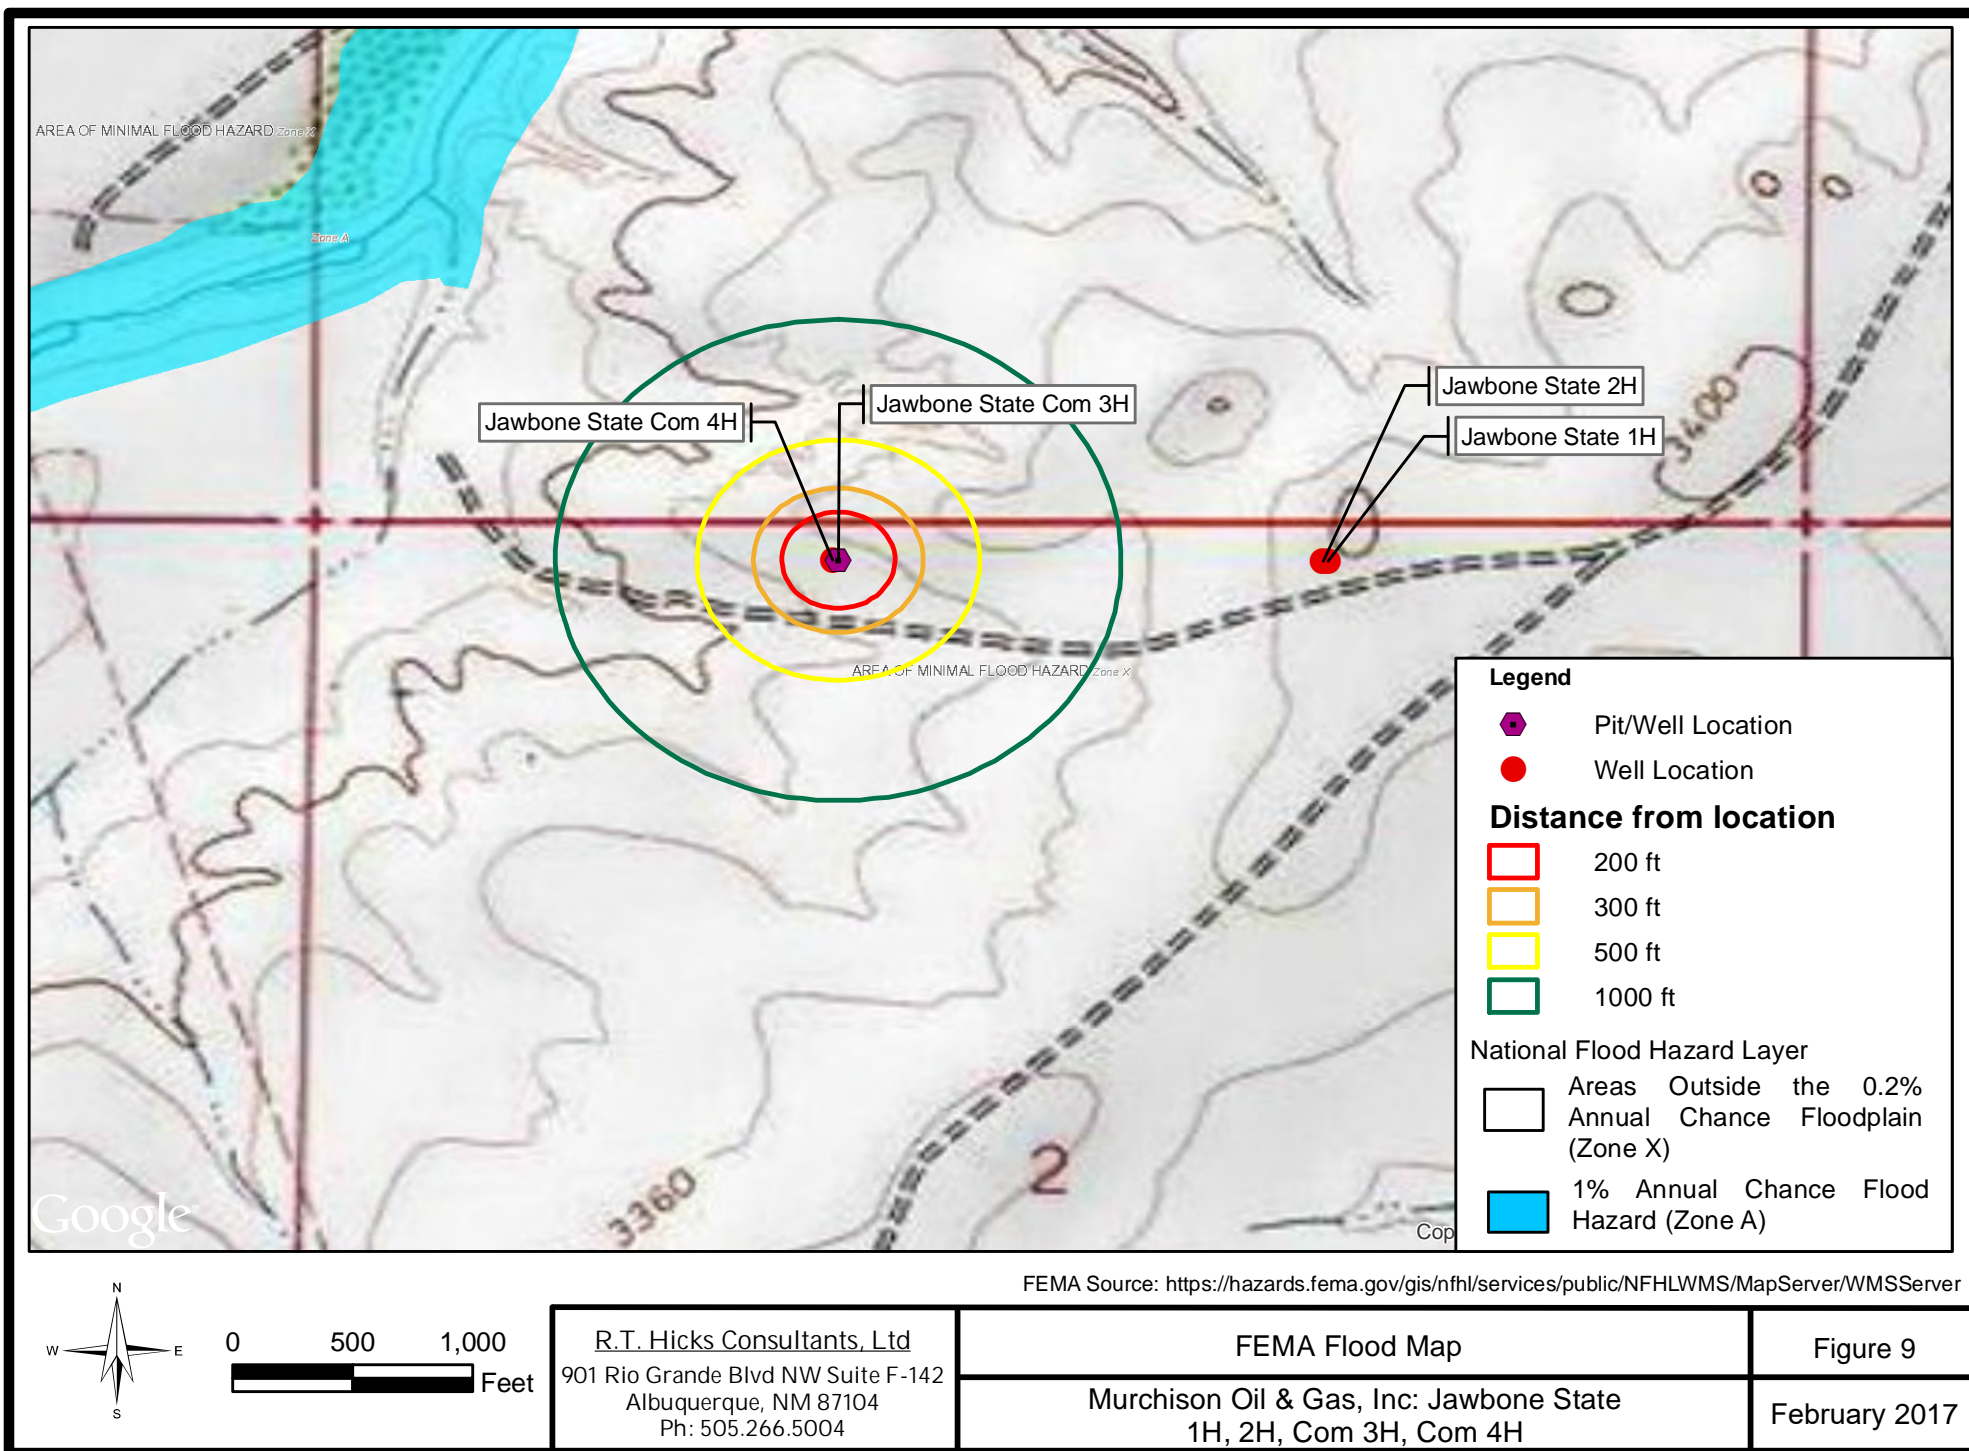 AREA OF MINIMAL FLOOD HAZARD Zone X
Zone A
Jawbone State Com 4H
Jawbone State Com 3H
Jawbone State 2H
Jawbone State 1H
3400
AREA OF MINIMAL FLOOD HAZARD Zone X
3360
2
Google
Cop
Legend
Pit/Well Location
Well Location
Distance from location
200 ft
300 ft
500 ft
1000 ft
National Flood Hazard Layer
Areas Outside the 0.2%
Annual Chance Floodplain
(Zone X)
1% Annual Chance Flood
Hazard (Zone A)
FEMA Source: https://hazards.fema.gov/gis/nfhl/services/public/NFHLWMS/MapServer/WMSServer
N
W E
S
0 500 1,000
Feet
R.T. Hicks Consultants, Ltd
901 Rio Grande Blvd NW Suite F-142
Albuquerque, NM 87104
Ph: 505.266.5004
FEMA Flood Map
Murchison Oil & Gas, Inc: Jawbone State
1H, 2H, Com 3H, Com 4H
Figure 9
February 2017